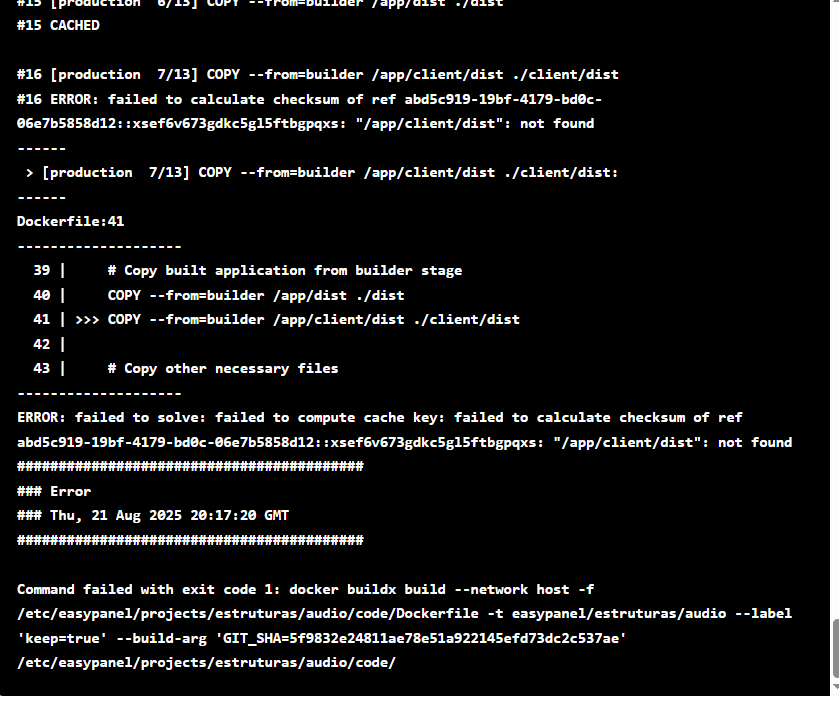 #15 [production  6/13] COPY --from=builder /app/dist ./dist
#15 CACHED
#16 [production  7/13] COPY --from=builder /app/client/dist ./client/dist
#16 ERROR: failed to calculate checksum of ref abd5c919-19bf-4179-bd0c-
06e7b5858d12::xsef6v673gdkc5gl5ftbgpqxs: "/app/client/dist": not found
------
 > [production  7/13] COPY --from=builder /app/client/dist ./client/dist:
------
Dockerfile:41
--------------------
  39 |     # Copy built application from builder stage
  40 |     COPY --from=builder /app/dist ./dist
  41 | >>> COPY --from=builder /app/client/dist ./client/dist
  42 |
  43 |     # Copy other necessary files
--------------------
ERROR: failed to solve: failed to compute cache key: failed to calculate checksum of ref
abd5c919-19bf-4179-bd0c-06e7b5858d12::xsef6v673gdkc5gl5ftbgpqxs: "/app/client/dist": not found
##########################################
### Error
### Thu, 21 Aug 2025 20:17:20 GMT
##########################################
Command failed with exit code 1: docker buildx build --network host -f
/etc/easypanel/projects/estruturas/audio/code/Dockerfile -t easypanel/estruturas/audio --label
'keep=true' --build-arg 'GIT_SHA=5f9832e24811ae78e51a922145efd73dc2c537ae'
/etc/easypanel/projects/estruturas/audio/code/